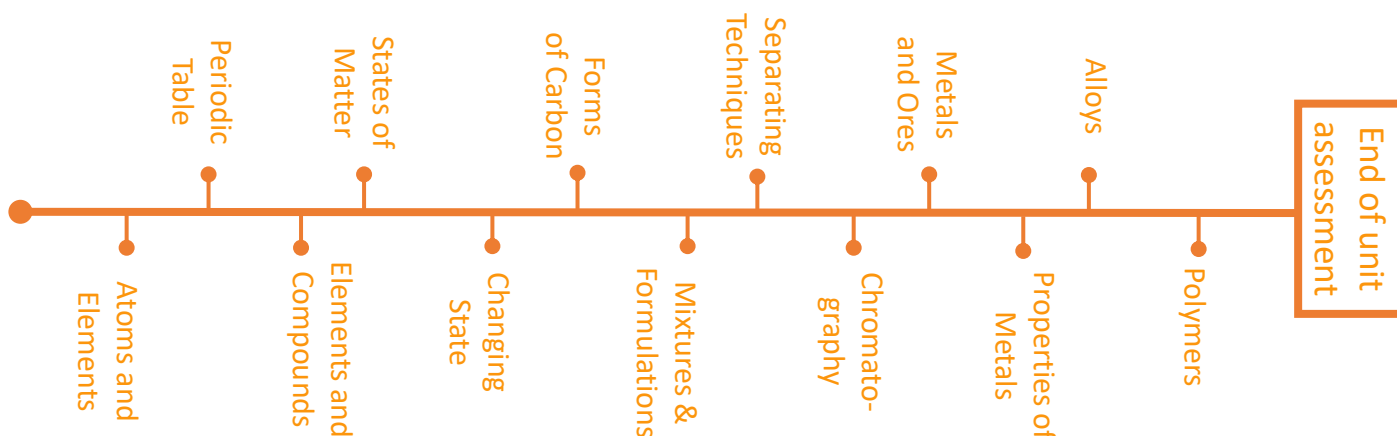 Atoms and
Elements
Periodic
Table
Elements and
Compounds
States of
Matter
Changing
State
Forms
of Carbon
Mixtures &
Formulations
Separating
Techniques
Chromato-
graphy
Metals
and Ores
Properties of
Metals
Alloys
Polymers
End of unit
assessment